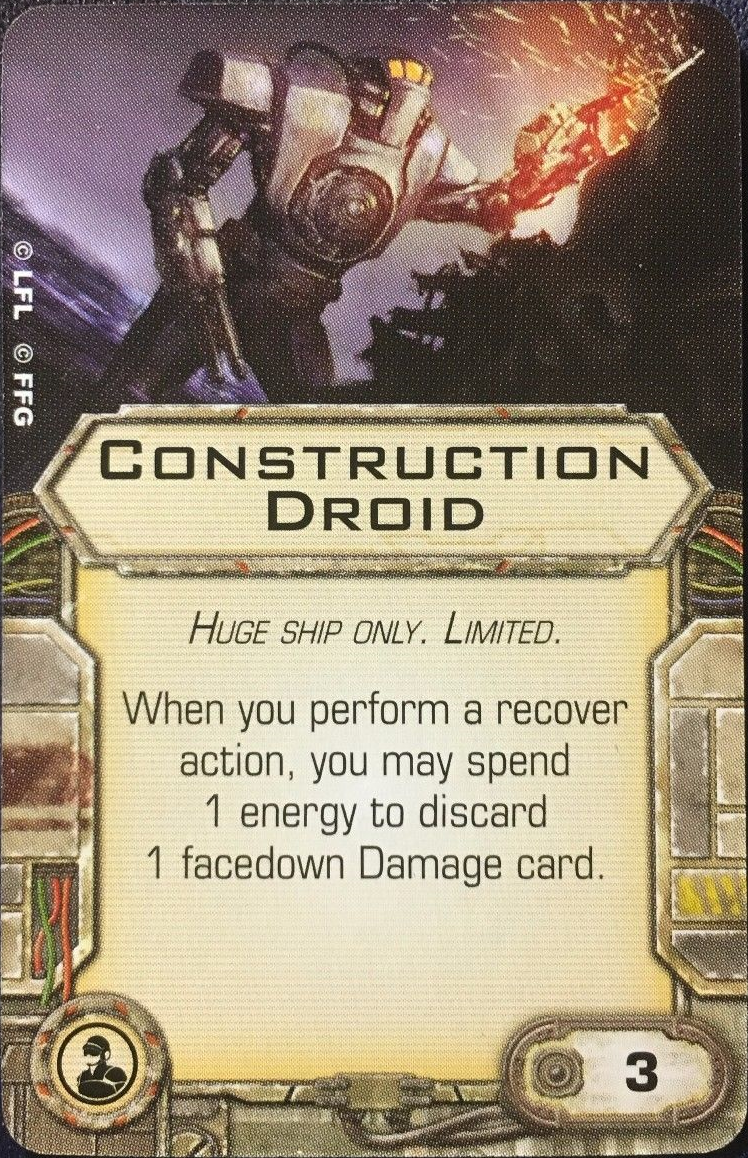 © LFL © FFG
CONSTRUCTION
DROID
HUGE SHIP ONLY. LIMITED.
When you perform a recover
action, you may spend
1 energy to discard
1 facedown Damage card.
3